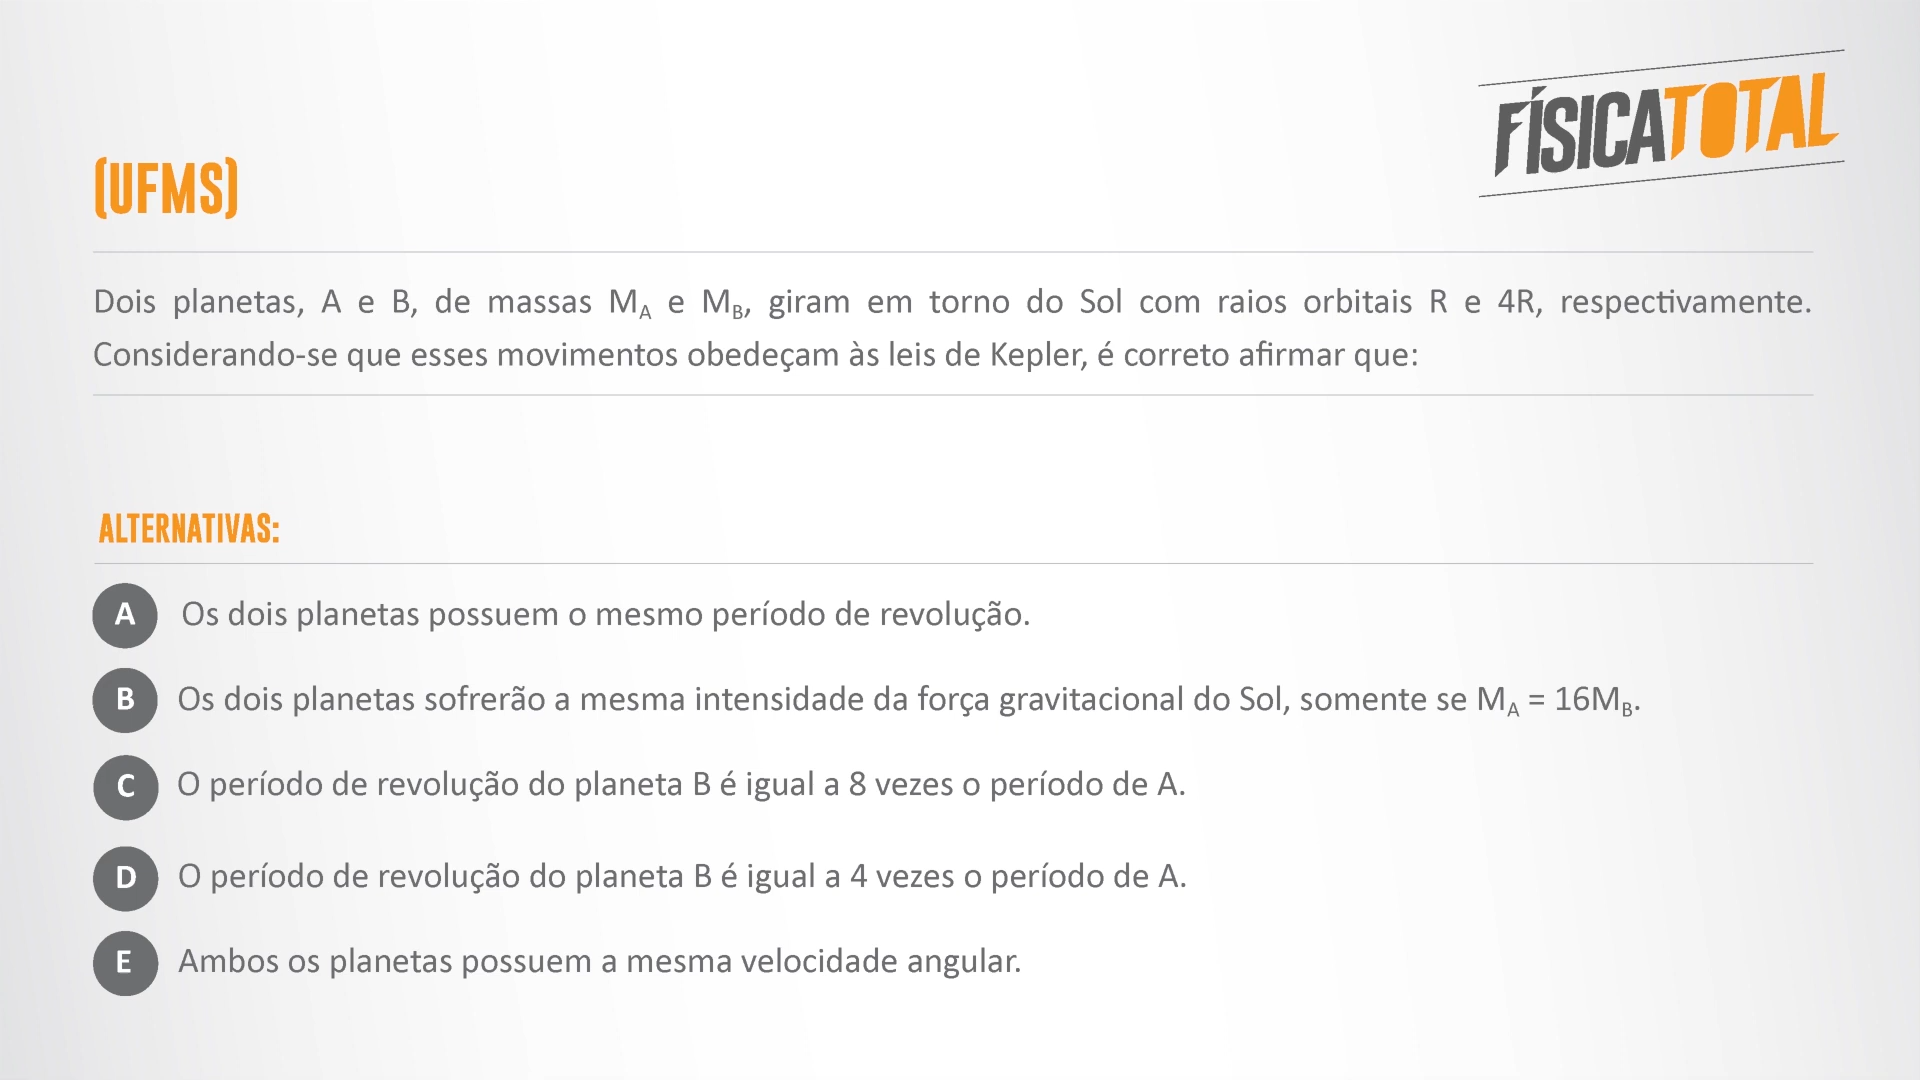 FÍSICATOTAL
(UFMS)
Dois planetas, A e B, de massas M_A e M_B, giram em torno do Sol com raios orbitais R e 4R, respectivamente.
Considerando-se que esses movimentos obedeçam às leis de Kepler, é correto afirmar que:
ALTERNATIVAS:
A Os dois planetas possuem o mesmo período de revolução.
B Os dois planetas sofrerão a mesma intensidade da força gravitacional do Sol, somente se M_A = 16M_B.
C O período de revolução do planeta B é igual a 8 vezes o período de A.
D O período de revolução do planeta B é igual a 4 vezes o período de A.
E Ambos os planetas possuem a mesma velocidade angular.